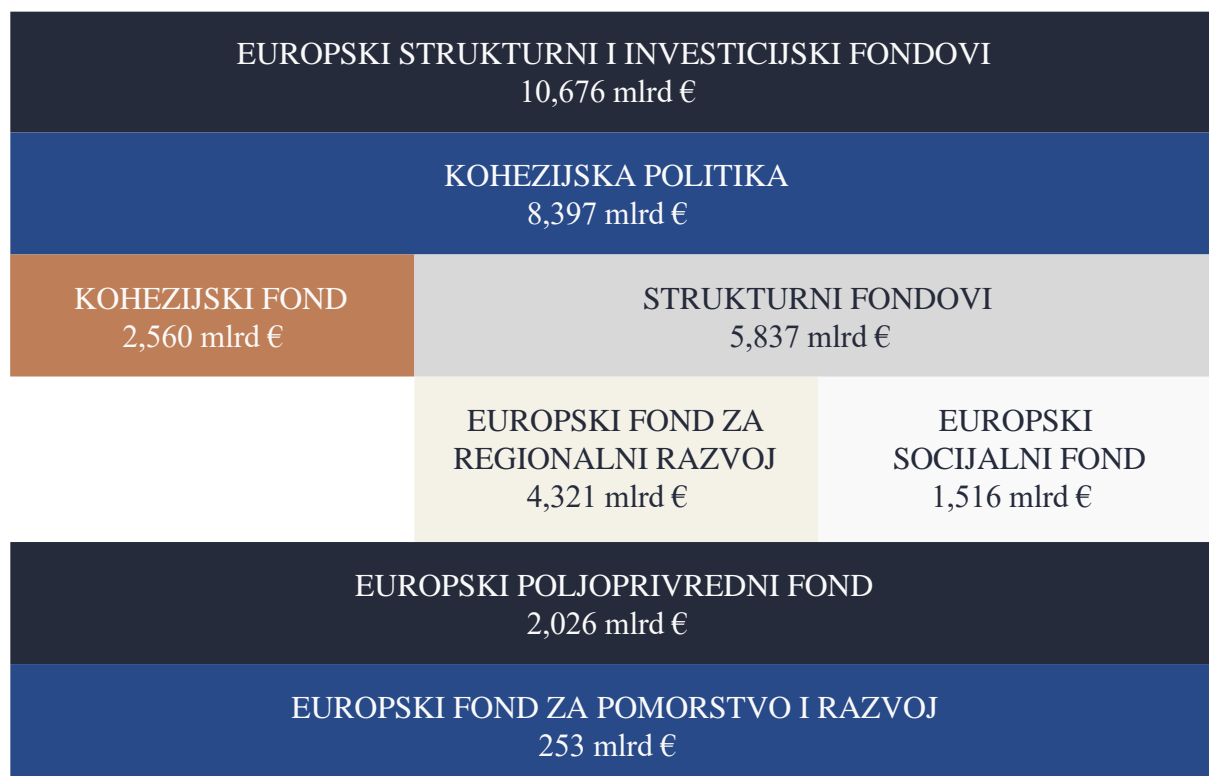 EUROPSKI STRUKTURNI I INVESTICIJSKI FONDOVI
10,676 mlrd €
KOHEZIJSKA POLITIKA
8,397 mlrd €
KOHEZIJSKI FOND
2,560 mlrd €
STRUKTURNI FONDOVI
5,837 mlrd €
EUROPSKI FOND ZA
REGIONALNI RAZVOJ
4,321 mlrd €
EUROPSKI
SOCIJALNI FOND
1,516 mlrd €
EUROPSKI POLJOPRIVREDNI FOND
2,026 mlrd €
EUROPSKI FOND ZA POMORSTVO I RAZVOJ
253 mlrd €